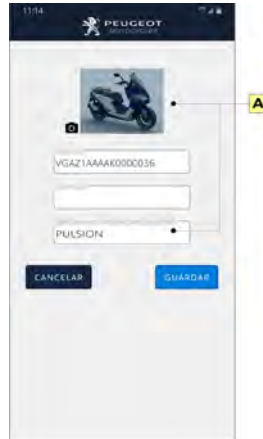 11:14
PEUGEOT
MOTOCYCLES
A
VGAZ1AAAAK0000036
PULSION
CANCELAR
GUARDAR